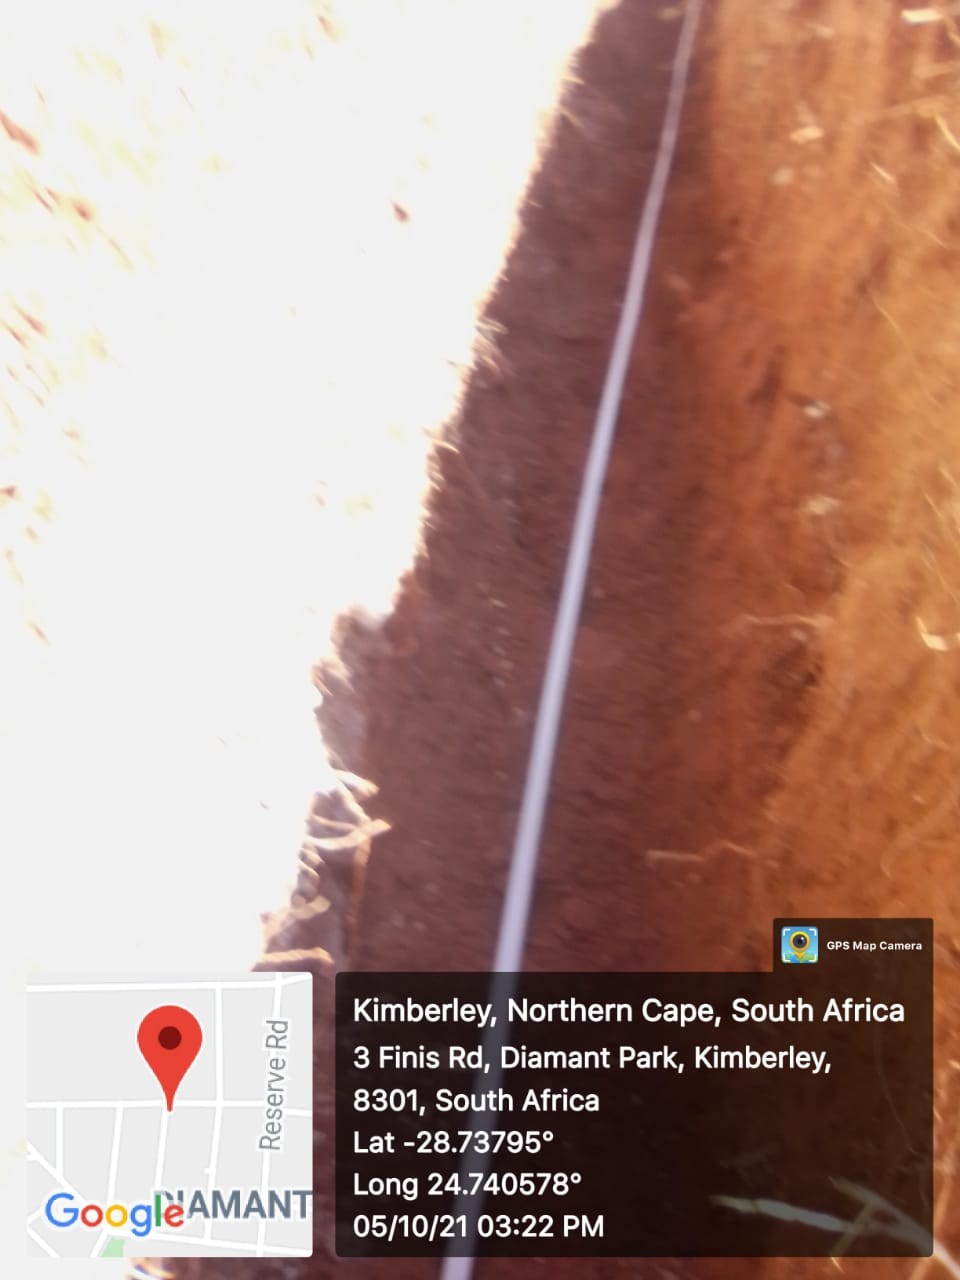 GPS Map Camera
Kimberley, Northern Cape, South Africa
3 Finis Rd, Diamant Park, Kimberley,
8301, South Africa
Lat -28.73795°
Long 24.740578°
05/10/21 03:22 PM
Reserve Rd
DIAMANT
Google